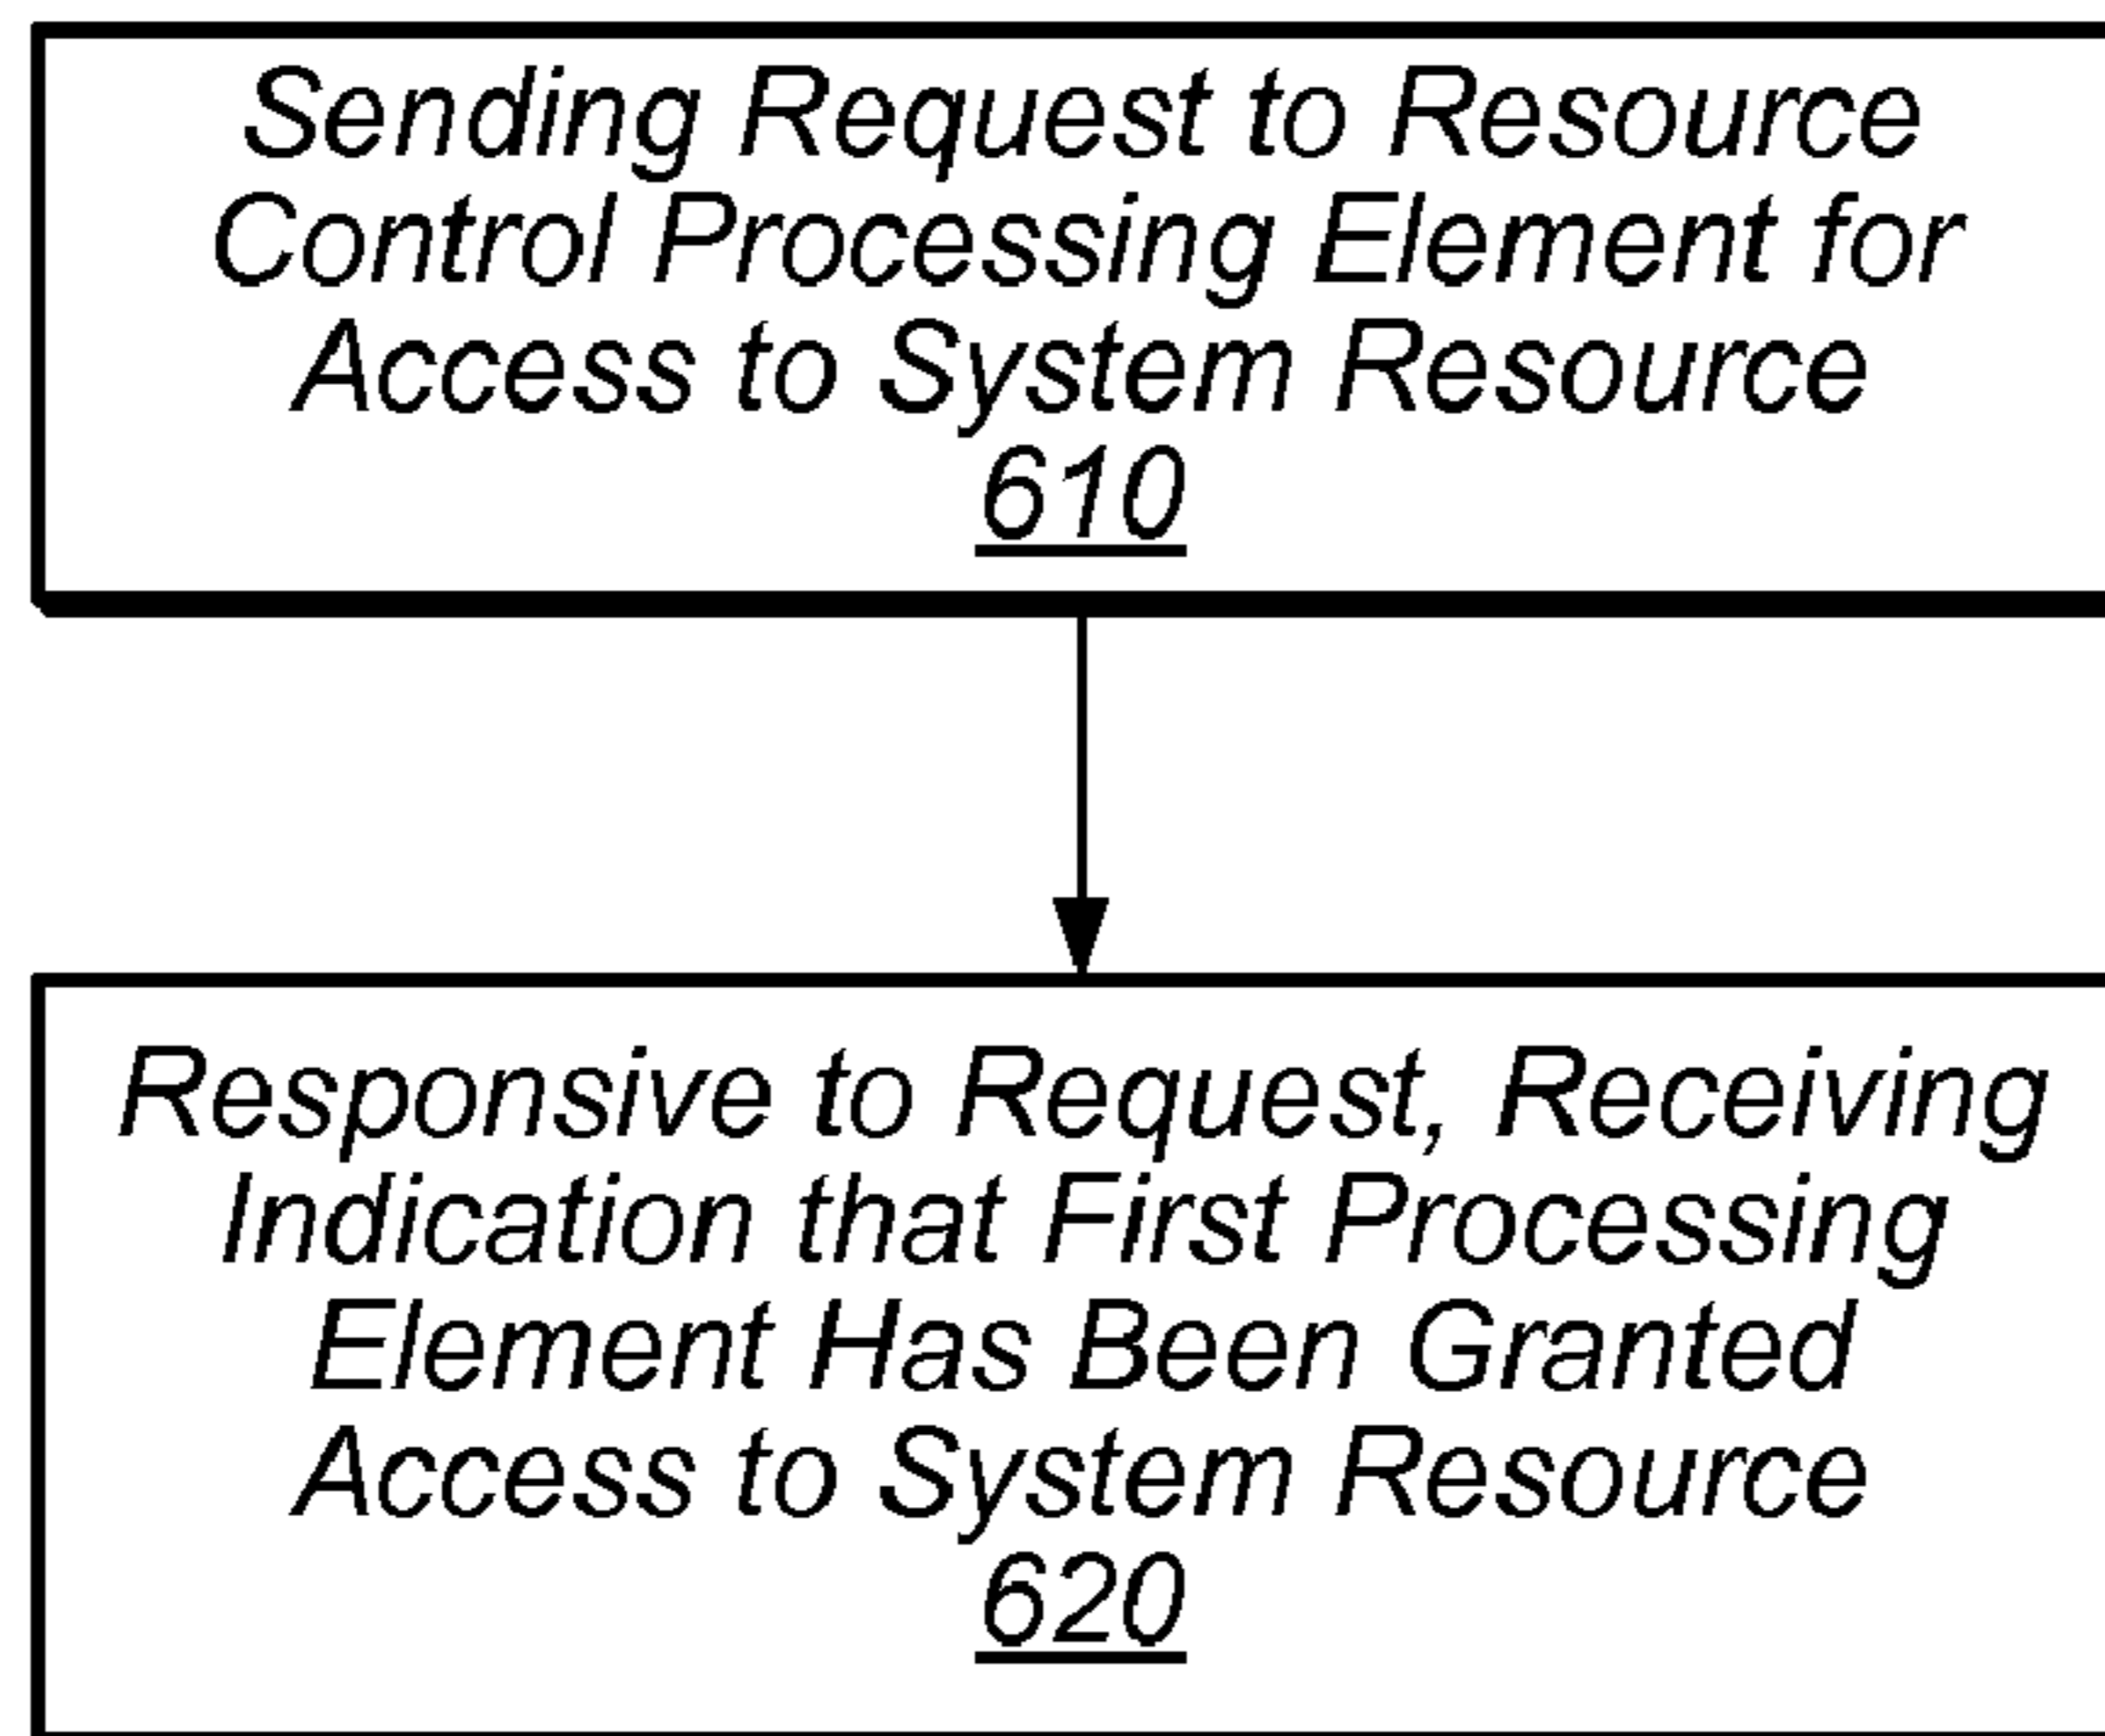 Sending Request to Resource
Control Processing Element for
Access to System Resource
610
Responsive to Request, Receiving
Indication that First Processing
Element Has Been Granted
Access to System Resource
620